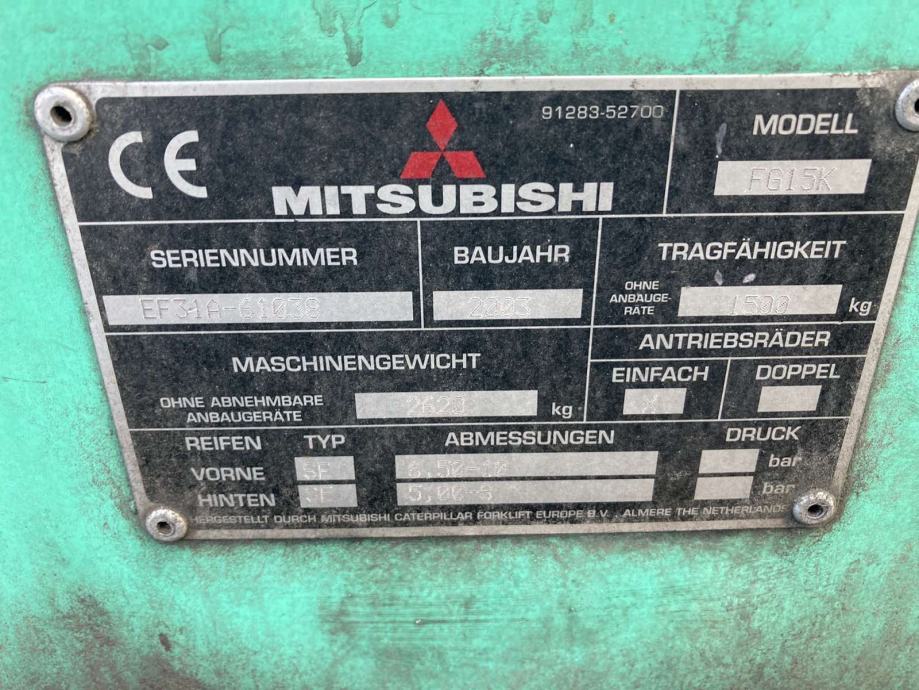 CE
91283-52700
MITSUBISHI
MODELL
FG15K
SERIENNUMMER
EF31A-61038
BAUJAHR
2003
TRAGFÄHIGKEIT
OHNE ANBAUGE-RÄTE 1500 kg
MASCHINENGEWICHT
OHNE ABNEHMBARE ANBAUGERÄTE kg
ANTRIEBSRÄDER
EINFACH DOPPEL
X
REIFEN TYP ABMESSUNGEN DRUCK
VORNE SE 6,50-10 bar
HINTEN SE 5,00-8 bar
HERGESTELLT DURCH MITSUBISHI CATERPILLAR FORKLIFT EUROPE B.V. ALMERE THE NETHERLANDS